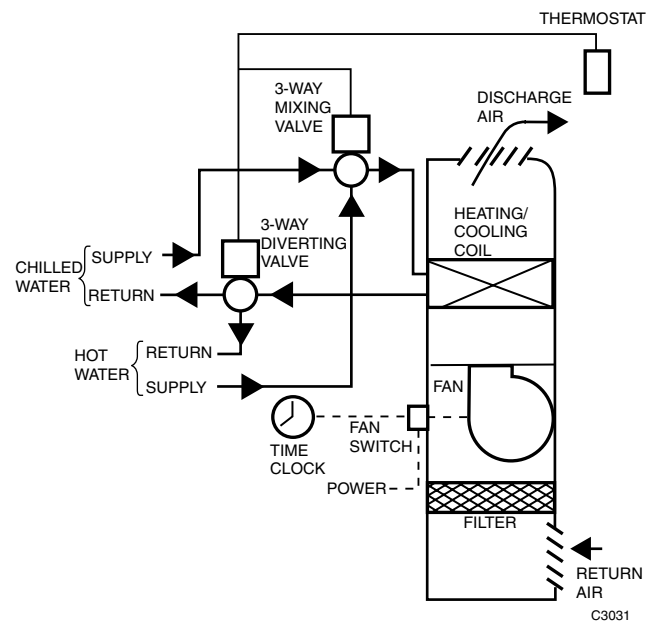 THERMOSTAT
3-WAY
MIXING
VALVE
DISCHARGE
AIR
HEATING/
COOLING
COIL
3-WAY
DIVERTING
VALVE
CHILLED
WATER
SUPPLY
RETURN
HOT
WATER
RETURN
SUPPLY
FAN
TIME
CLOCK
FAN
SWITCH
POWER
FILTER
RETURN
AIR
C3031